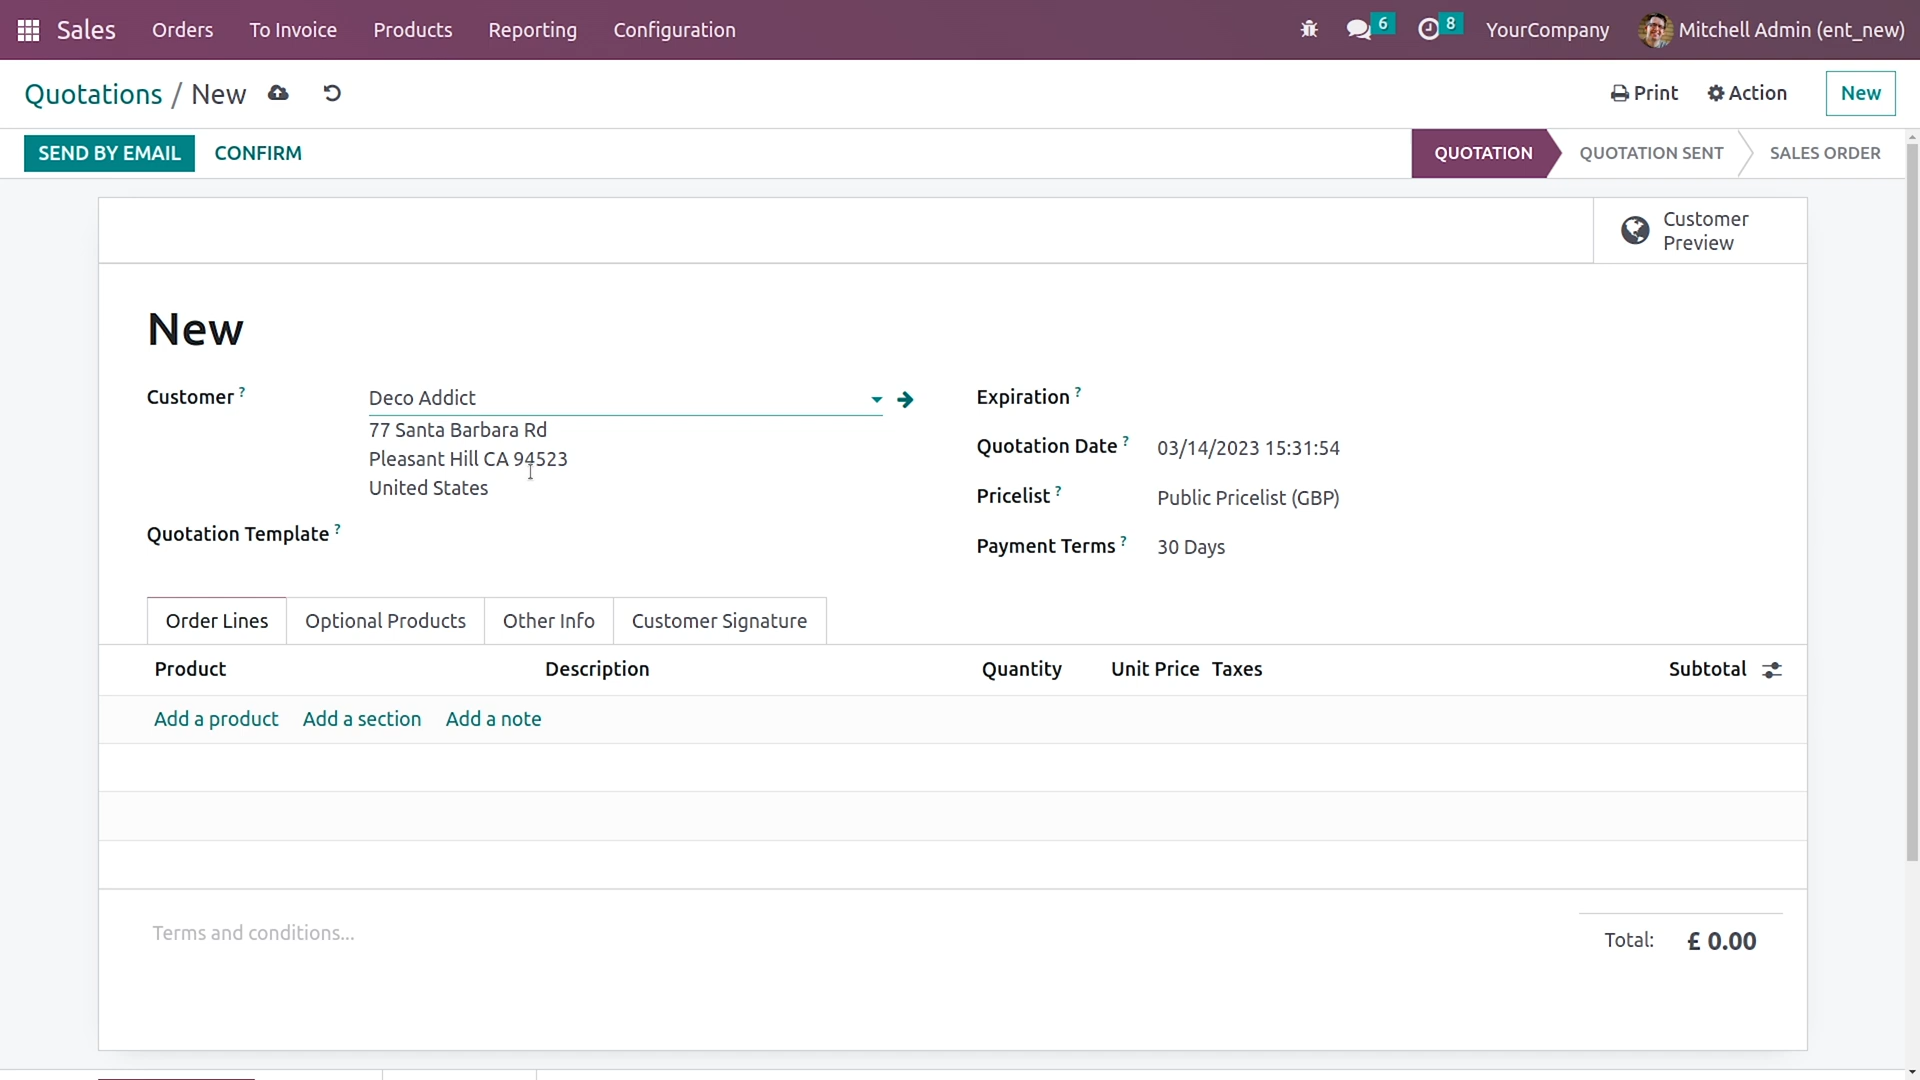 Sales Orders To Invoice Products Reporting Configuration 6 8 YourCompany Mitchell Admin (ent_new)
Quotations / New Print Action New
SEND BY EMAIL CONFIRM QUOTATION QUOTATION SENT SALES ORDER
Customer
Preview
New
Customer ? Deco Addict Expiration ?
77 Santa Barbara Rd
Quotation Date ? 03/14/2023 15:31:54
Pleasant Hill CA 94523
United States
Pricelist ? Public Pricelist (GBP)
Quotation Template ?
Payment Terms ? 30 Days
Order Lines Optional Products Other Info Customer Signature
Product Description Quantity Unit Price Taxes Subtotal
Add a product Add a section Add a note
Terms and conditions...
Total: £ 0.00